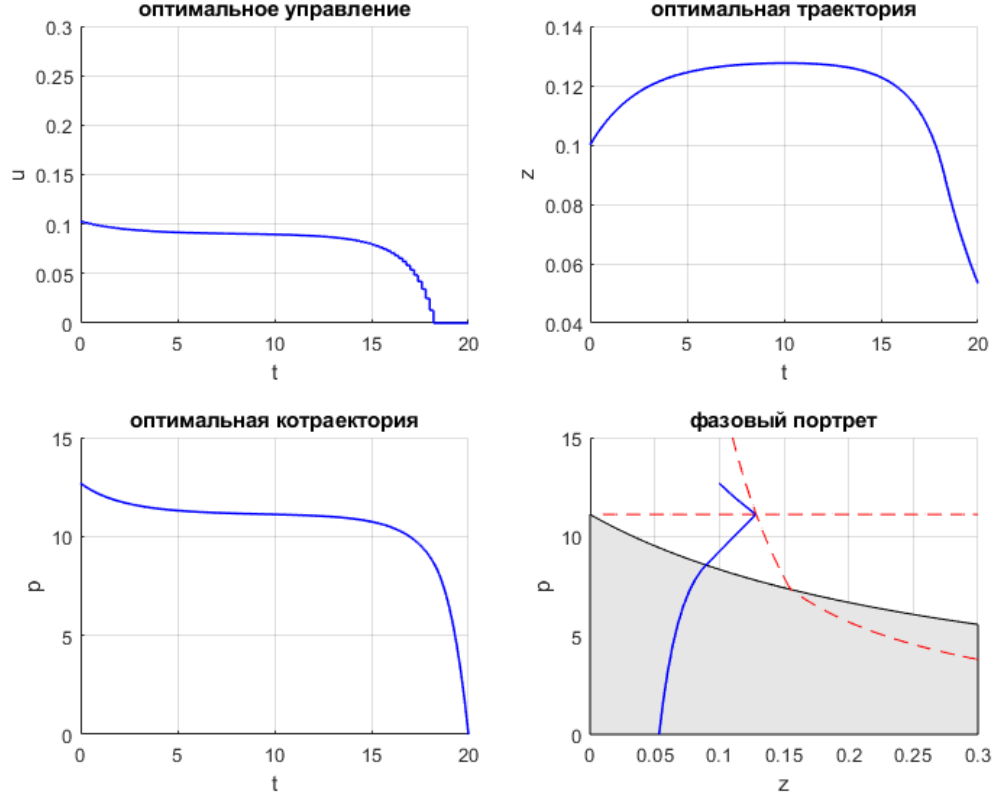 оптимальное управление
0.3
0.25
0.2
0.15
0.1
0.05
0
u
0 5 10 15 20
t
оптимальная траектория
0.14
0.12
0.1
0.08
0.06
0.04
z
0 5 10 15 20
t
оптимальная котраектория
15
10
5
0
p
0 5 10 15 20
t
фазовый портрет
15
10
5
0
p
0 0.05 0.1 0.15 0.2 0.25 0.3
z